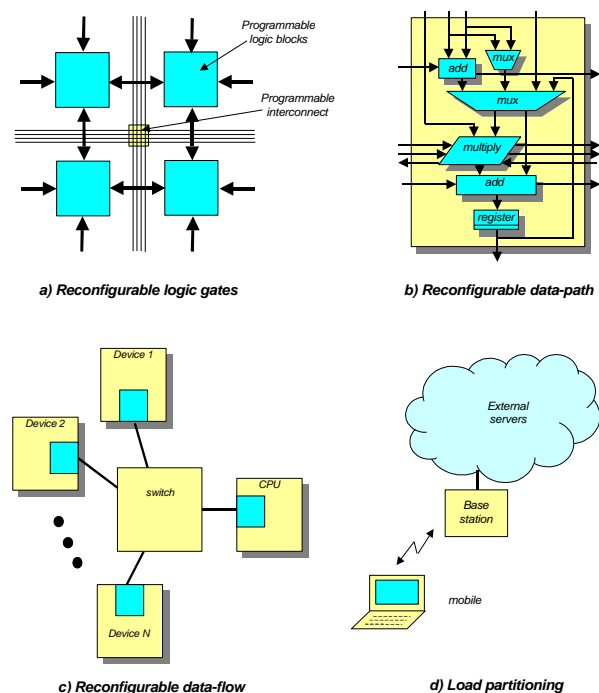 Programmable
logic blocks
Programmable
interconnect
a) Reconfigurable logic gates
mux
add
mux
multiply
add
register
b) Reconfigurable data-path
Device 1
Device 2
switch
CPU
Device N
c) Reconfigurable data-flow
External
servers
Base
station
mobile
d) Load partitioning